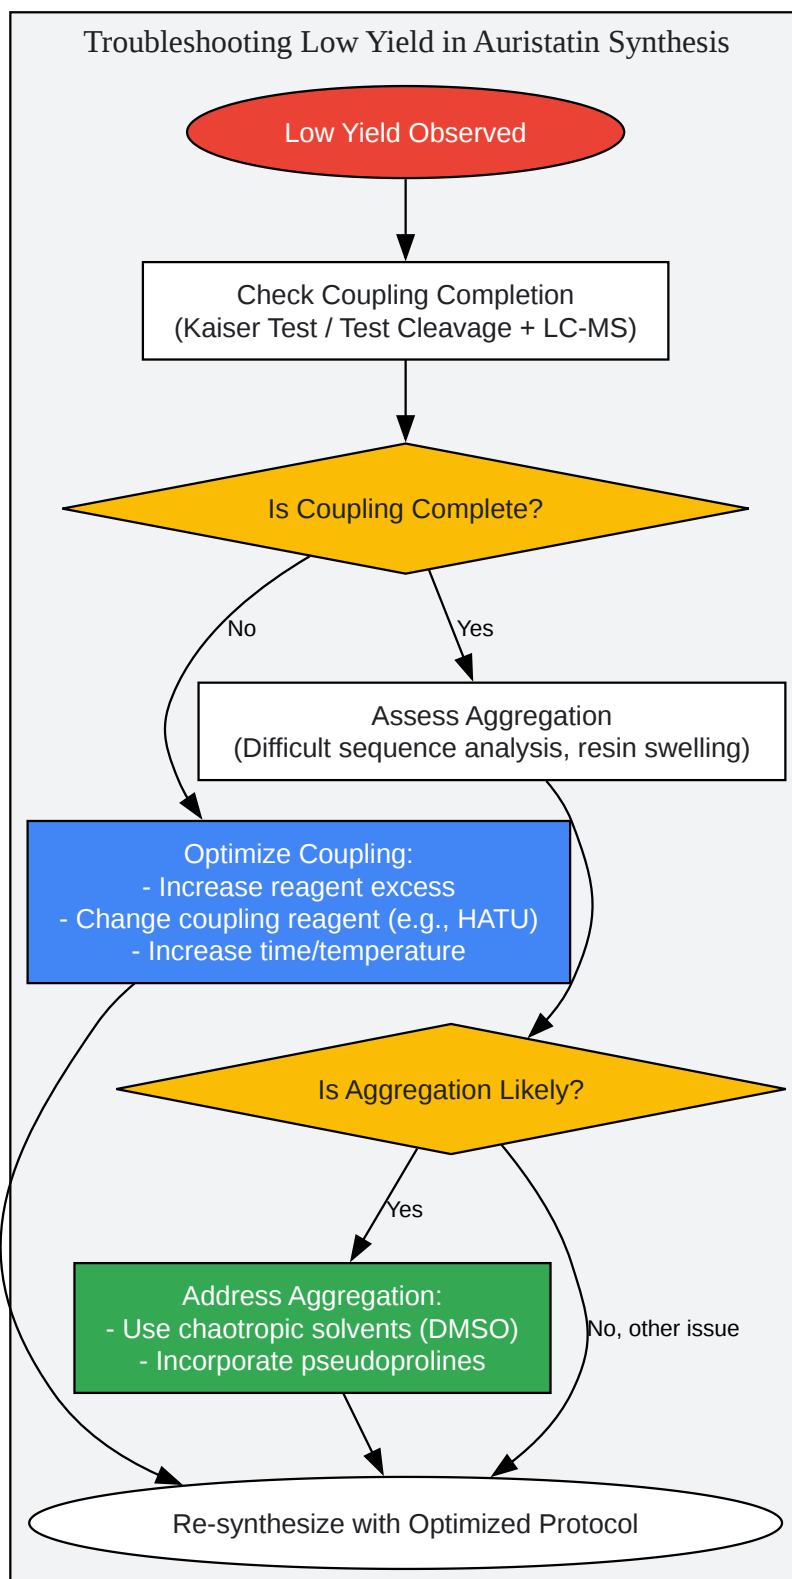 Troubleshooting Low Yield in Auristatin Synthesis
Low Yield Observed
Check Coupling Completion
(Kaiser Test / Test Cleavage + LC-MS)
Is Coupling Complete?
No
Yes
Assess Aggregation
(Difficult sequence analysis, resin swelling)
Optimize Coupling:
- Increase reagent excess
- Change coupling reagent (e.g., HATU)
- Increase time/temperature
Is Aggregation Likely?
Yes
No, other issue
Address Aggregation:
- Use chaotropic solvents (DMSO)
- Incorporate pseudoprolines
Re-synthesize with Optimized Protocol